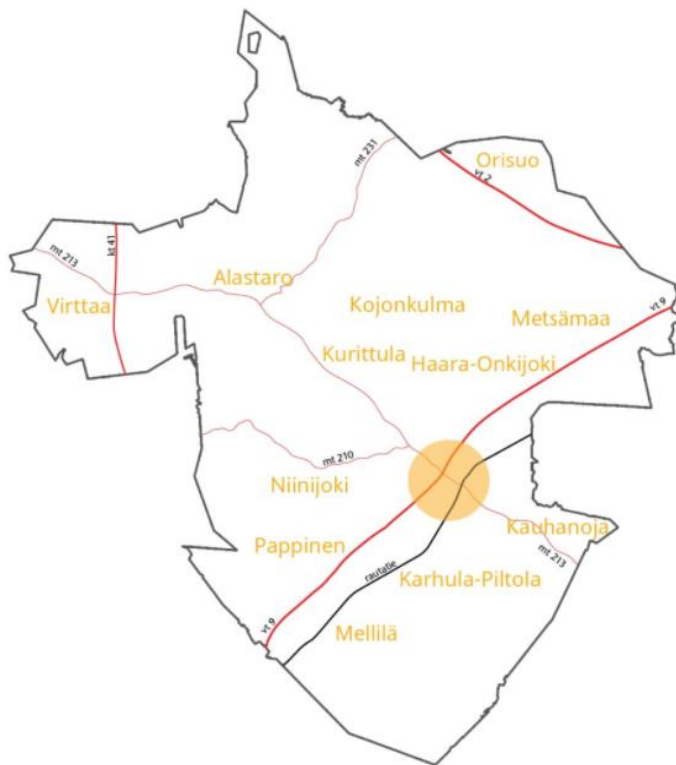 mt 231
Orisuo
vt 2
kt 41
mt 213
Alastaro
Virttaa
Kojonkulma
vt 9
Metsämaa
Kurittula
Haara-Onkijoki
mt 210
Niinijoki
Kauhanoja
Pappinen
mt 213
rautatie
Karhula-Piltola
vt 9
Mellilä